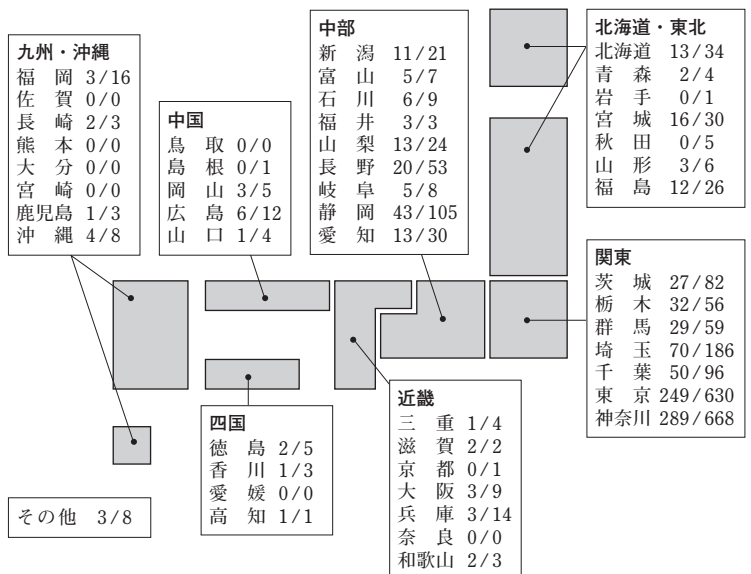 九州・沖縄
福岡 3/16
佐賀 0/0
長崎 2/3
熊本 0/0
大分 0/0
宮崎 0/0
鹿児島 1/3
沖縄 4/8
中国
鳥取 0/0
島根 0/1
岡山 3/5
広島 6/12
山口 1/4
中部
新潟 11/21
富山 5/7
石川 6/9
福井 3/3
山梨 13/24
長野 20/53
岐阜 5/8
静岡 43/105
愛知 13/30
北海道・東北
北海道 13/34
青森 2/4
岩手 0/1
宮城 16/30
秋田 0/5
山形 3/6
福島 12/26
関東
茨城 27/82
栃木 32/56
群馬 29/59
埼玉 70/186
千葉 50/96
東京 249/630
神奈川 289/668
近畿
三重 1/4
滋賀 2/2
京都 0/1
大阪 3/9
兵庫 3/14
奈良 0/0
和歌山 2/3
四国
徳島 2/5
香川 1/3
愛媛 0/0
高知 1/1
その他 3/8